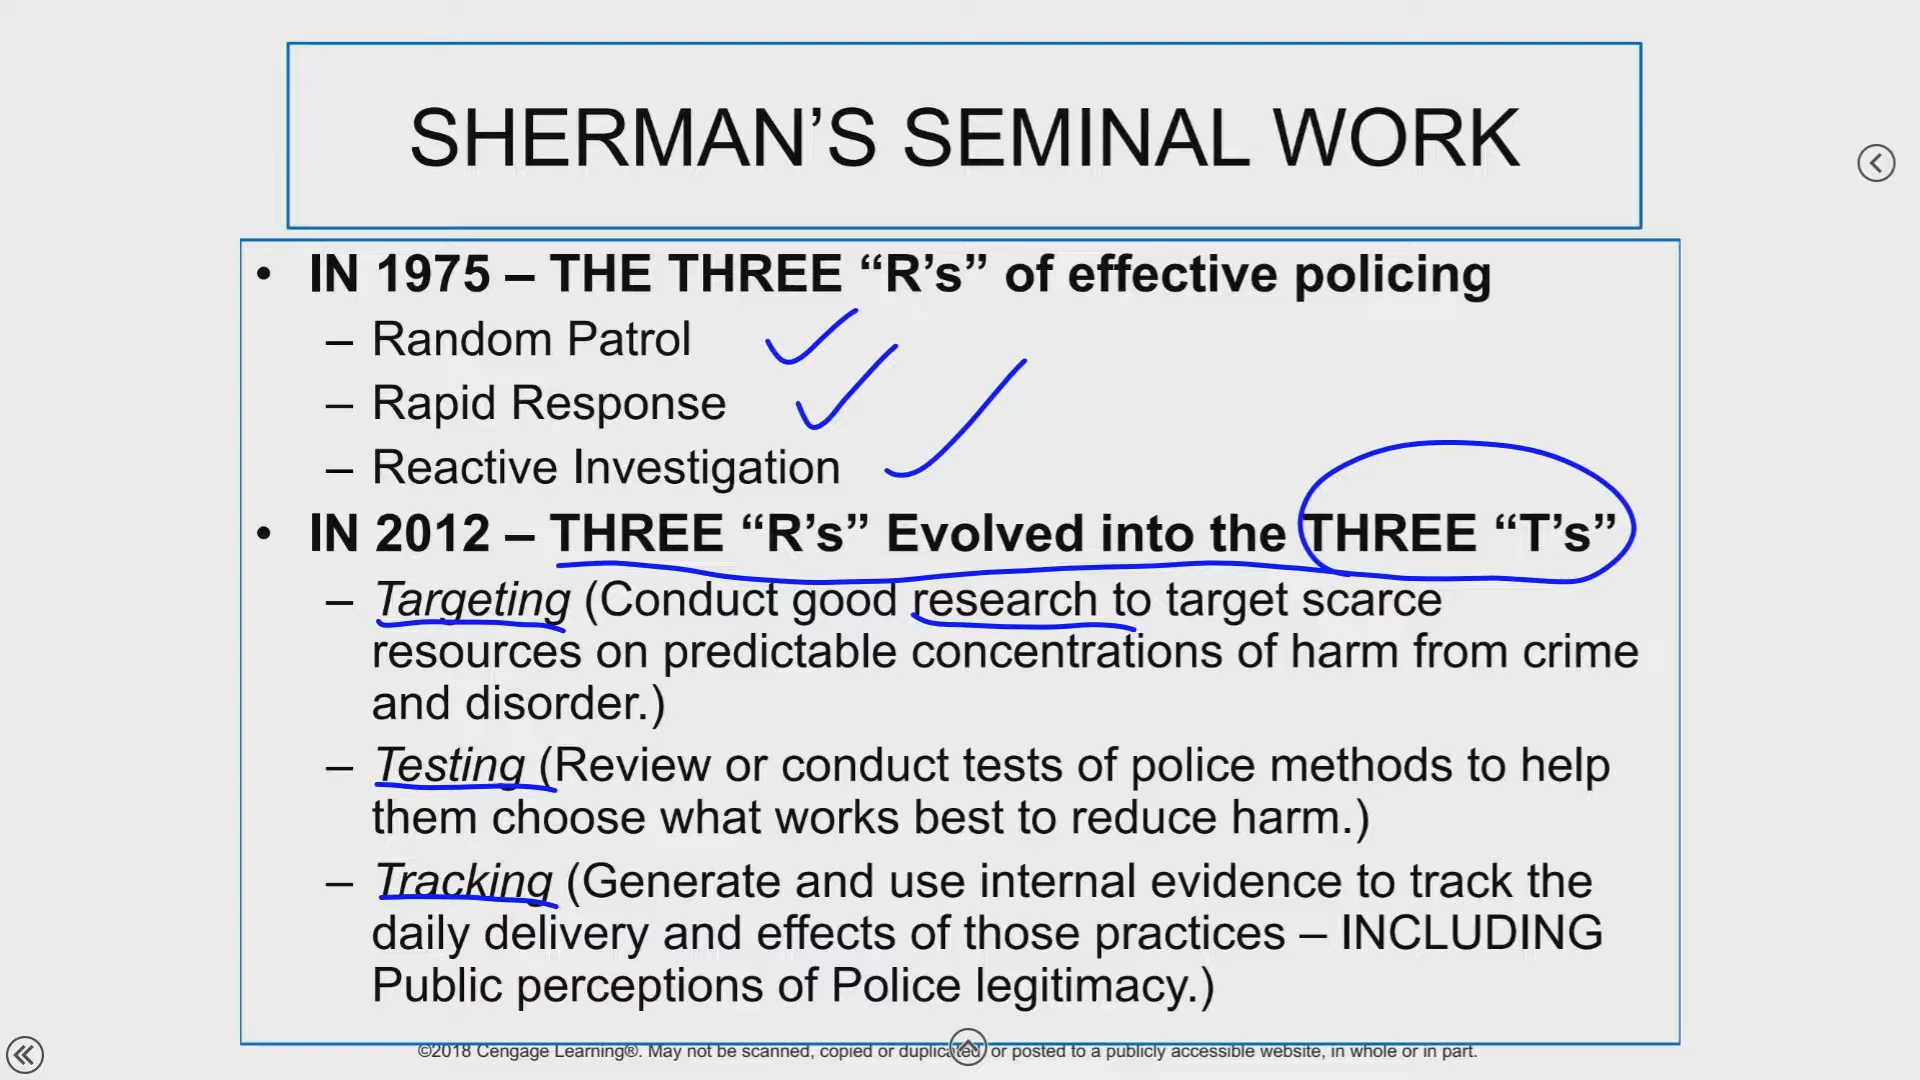 SHERMAN’S SEMINAL WORK
• IN 1975 – THE THREE “R’s” of effective policing
– Random Patrol
– Rapid Response
– Reactive Investigation
• IN 2012 – THREE “R’s” Evolved into the THREE “T’s”
– Targeting (Conduct good research to target scarce
resources on predictable concentrations of harm from crime
and disorder.)
– Testing (Review or conduct tests of police methods to help
them choose what works best to reduce harm.)
– Tracking (Generate and use internal evidence to track the
daily delivery and effects of those practices – INCLUDING
Public perceptions of Police legitimacy.)
©2018 Cengage Learning®. May not be scanned, copied or duplicated, or posted to a publicly accessible website, in whole or in part.